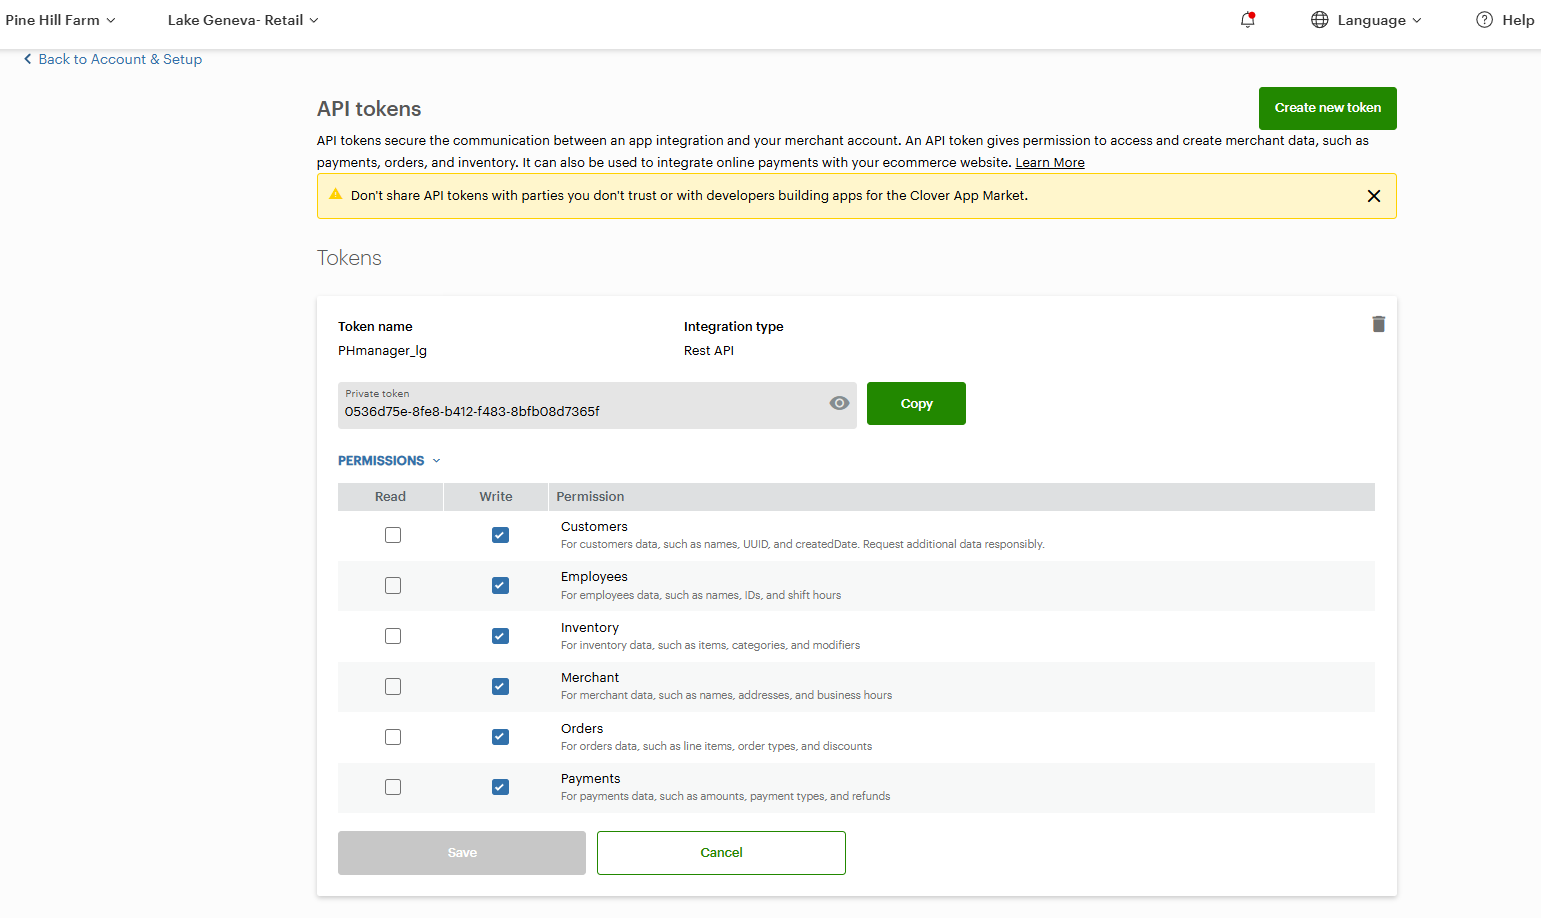 Pine Hill Farm
Lake Geneva- Retail
Language
Help
Back to Account & Setup
API tokens
Create new token
API tokens secure the communication between an app integration and your merchant account. An API token gives permission to access and create merchant data, such as
payments, orders, and inventory. It can also be used to integrate online payments with your ecommerce website. Learn More
Don't share API tokens with parties you don't trust or with developers building apps for the Clover App Market.
Tokens
Token name
Integration type
PHmanager_lg
Rest API
Private token
0536d75e-8fe8-b412-f483-8bfb08d7365f
Copy
PERMISSIONS
Read Write Permission
Customers
For customers data, such as names, UUID, and createdDate. Request additional data responsibly.
Employees
For employees data, such as names, IDs, and shift hours
Inventory
For inventory data, such as items, categories, and modifiers
Merchant
For merchant data, such as names, addresses, and business hours
Orders
For orders data, such as line items, order types, and discounts
Payments
For payments data, such as amounts, payment types, and refunds
Save
Cancel